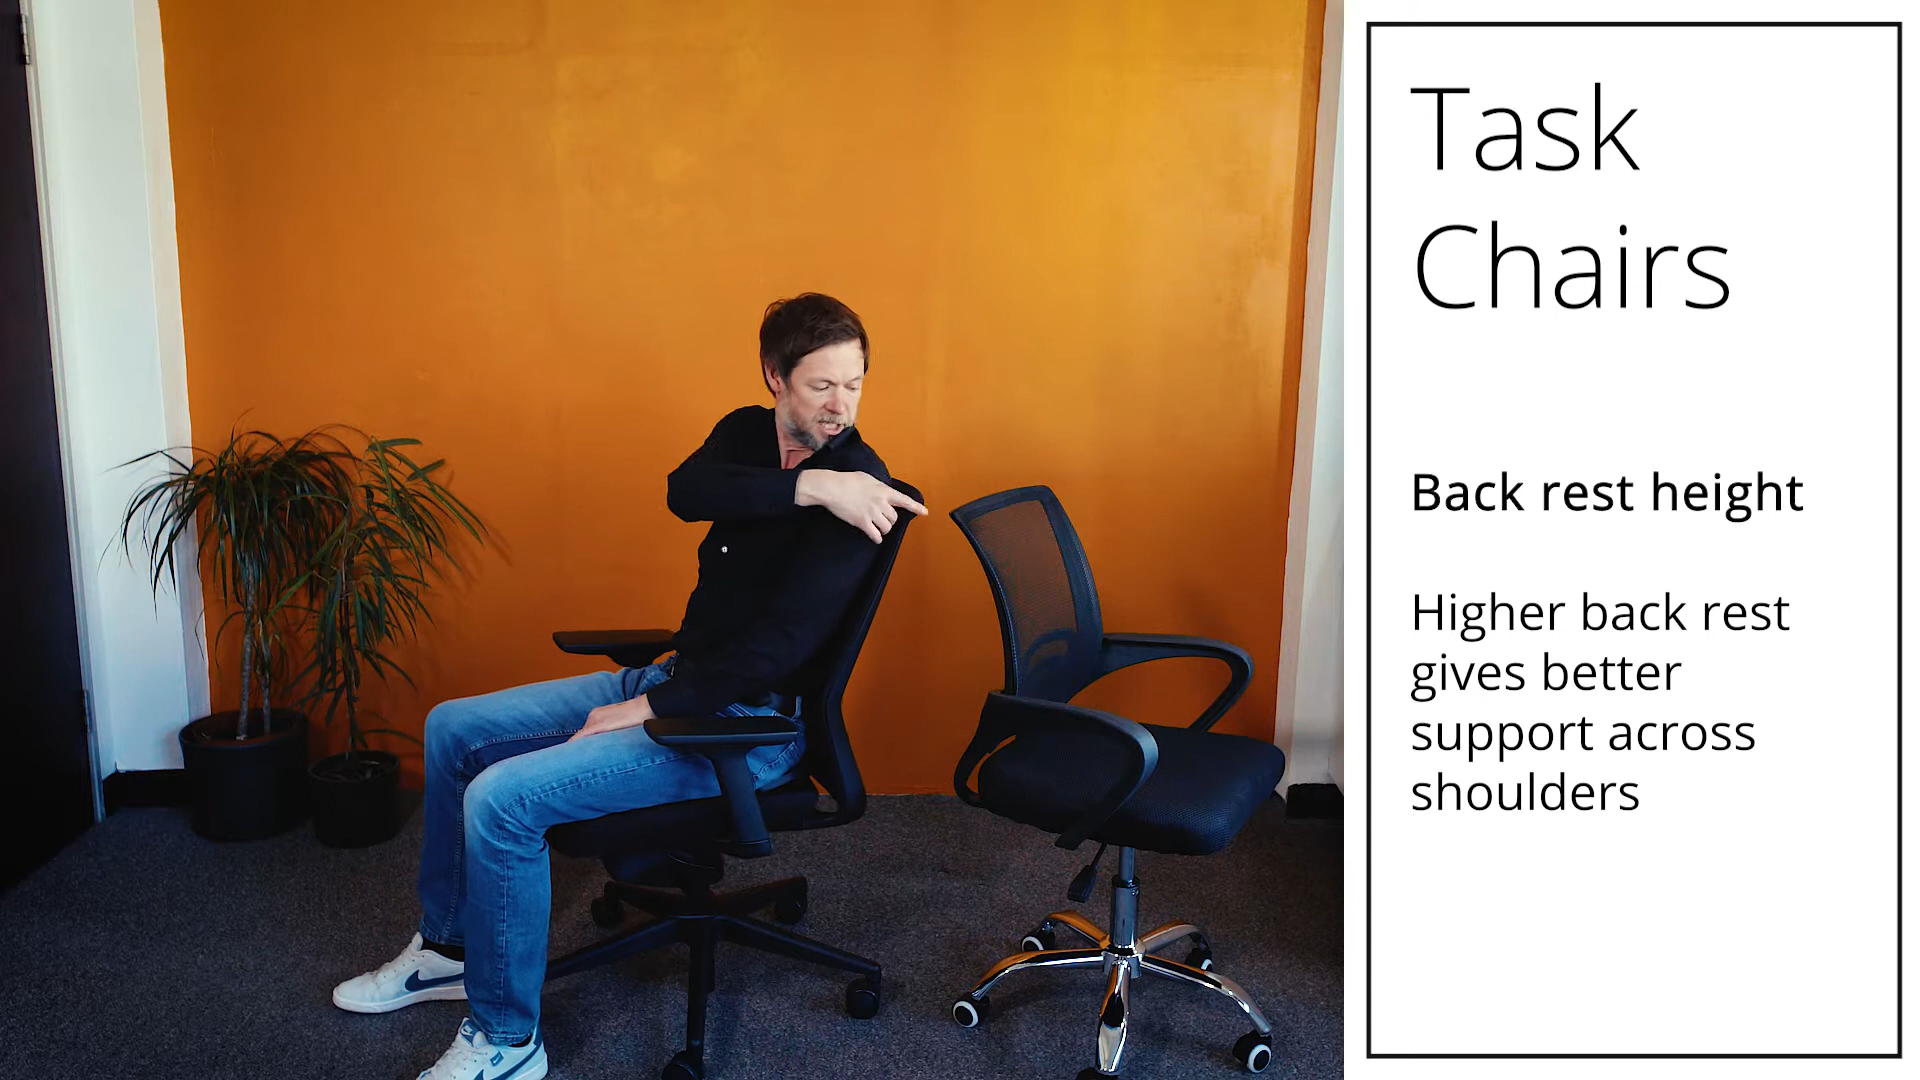 Task
Chairs
Back rest height
Higher back rest
gives better
support across
shoulders